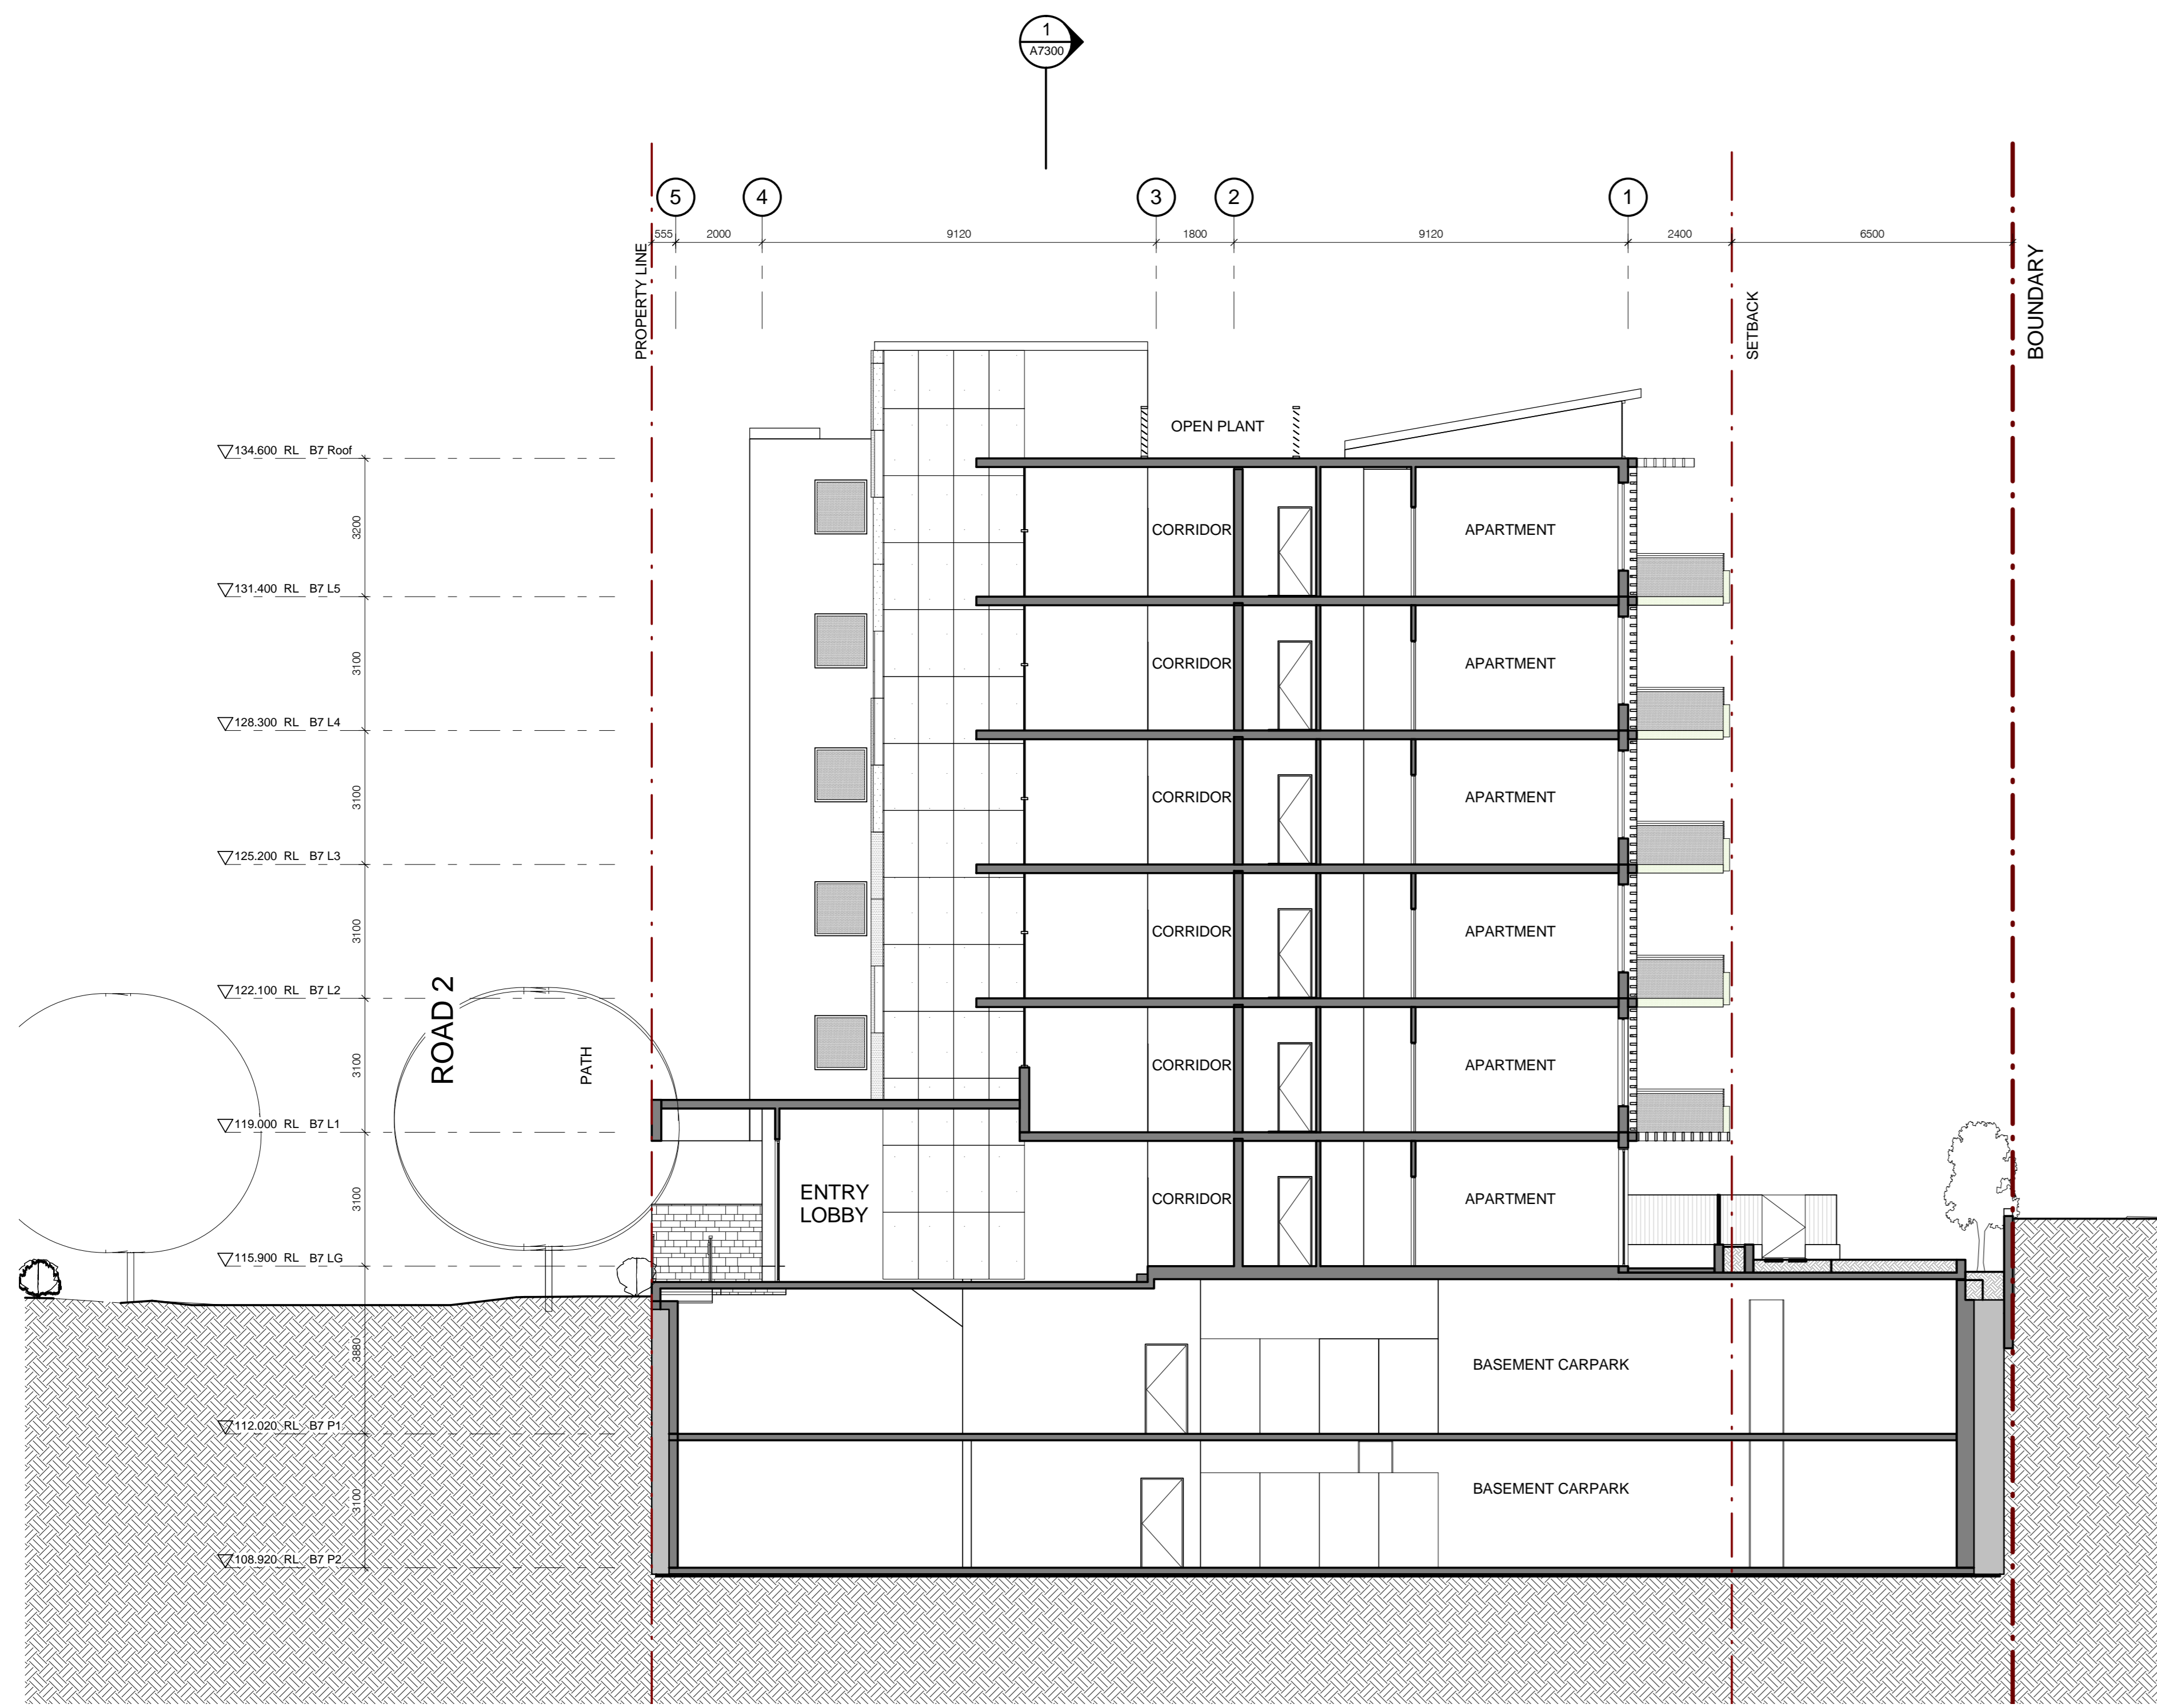 1
A7300
5
4
3
2
1
555
2000
9120
1800
9120
2400
6500
PROPERTY LINE
SETBACK
BOUNDARY
OPEN PLANT
134.600 RL B7 Roof
3200
CORRIDOR
APARTMENT
131.400 RL B7 L5
3100
CORRIDOR
APARTMENT
128.300 RL B7 L4
3100
CORRIDOR
APARTMENT
125.200 RL B7 L3
3100
CORRIDOR
APARTMENT
122.100 RL B7 L2
ROAD 2
PATH
3100
CORRIDOR
APARTMENT
119.000 RL B7 L1
3100
ENTRY
LOBBY
CORRIDOR
APARTMENT
115.900 RL B7 LG
3880
BASEMENT CARPARK
112.020 RL B7 P1
3100
BASEMENT CARPARK
108.920 RL B7 P2